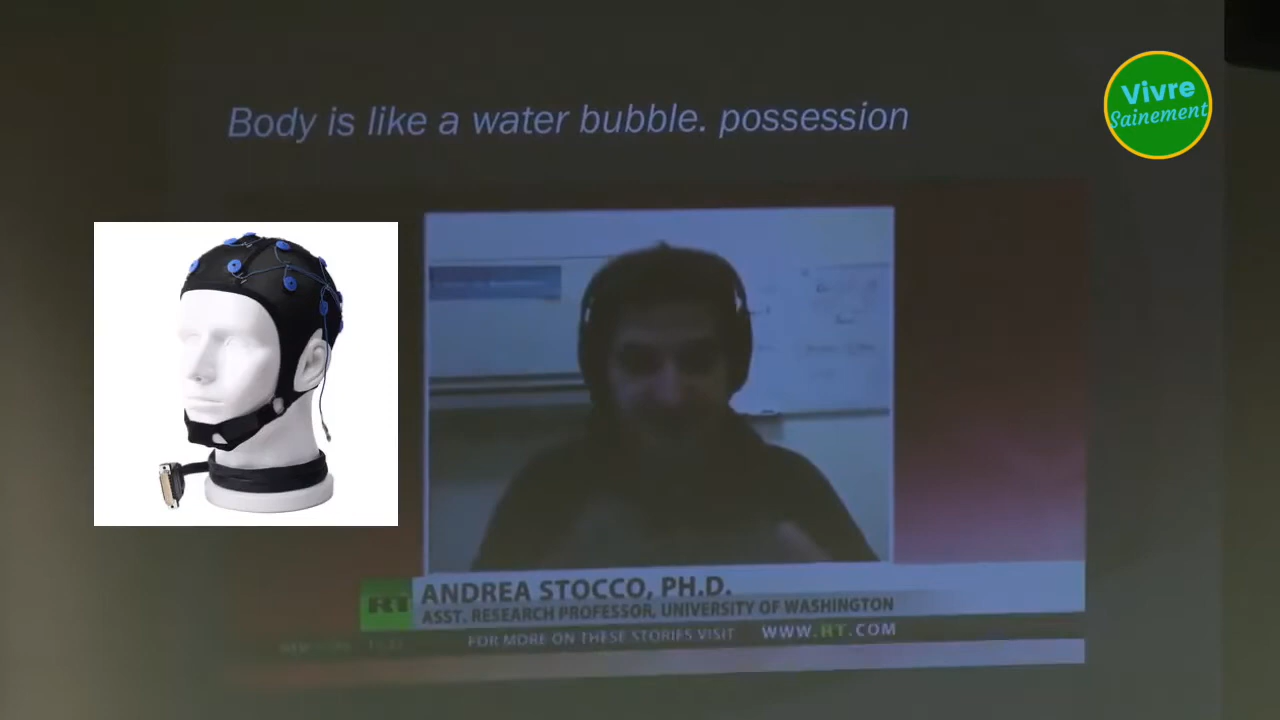 Body is like a water bubble. possession
Vivre
Sainement
RT
ANDREA STOCCO, PH.D.
ASST. RESEARCH PROFESSOR, UNIVERSITY OF WASHINGTON
FOR MORE ON THESE STORIES VISIT WWW.RT.COM